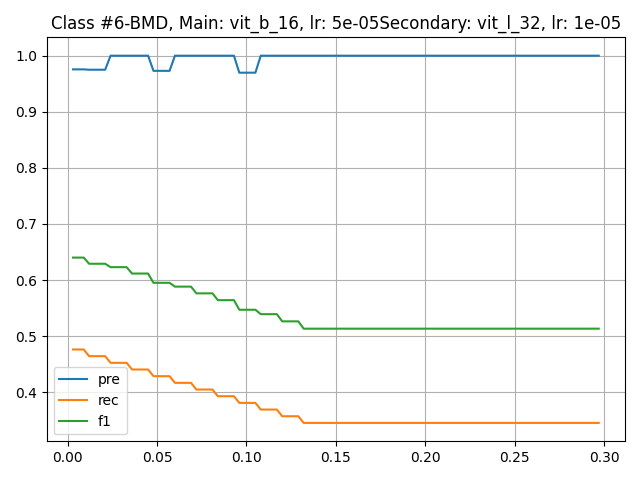 Class #6-BMD, Main: vit_b_16, lr: 5e-05Secondary: vit_l_32, lr: 1e-05
1.0
0.9
0.8
0.7
0.6
0.5
0.4
pre
rec
f1
0.00 0.05 0.10 0.15 0.20 0.25 0.30